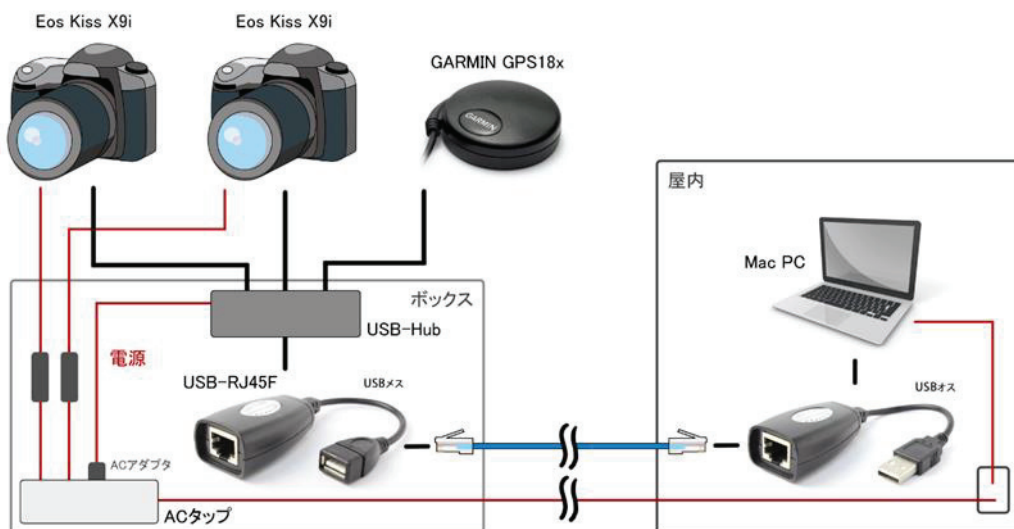 Eos Kiss X9i
Eos Kiss X9i
GARMIN GPS18x
GARMIN
屋内
Mac PC
ボックス
USB-Hub
電源
USB-RJ45F
USBメス
USBオス
ACアダプタ
ACタップ